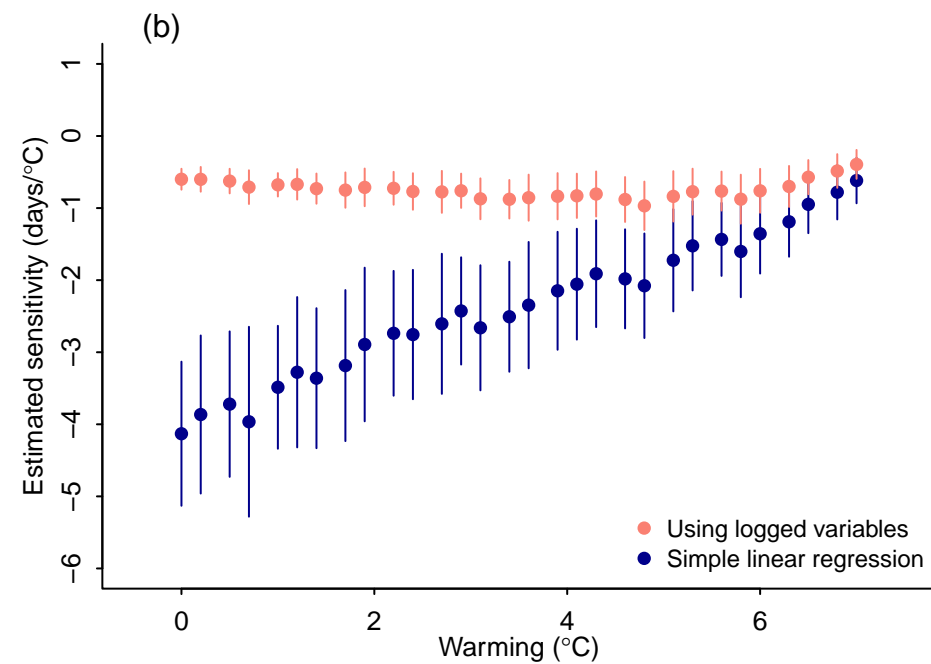 (b)
Estimated sensitivity (days/°C)
1
0
−1
−2
−3
−4
−5
−6
Using logged variables
Simple linear regression
0 2 4 6
Warming (°C)